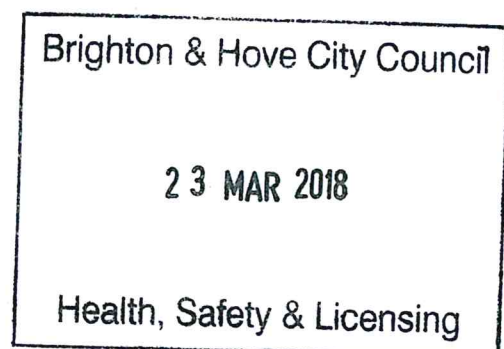 Brighton & Hove City Council
23 MAR 2018
Health, Safety & Licensing